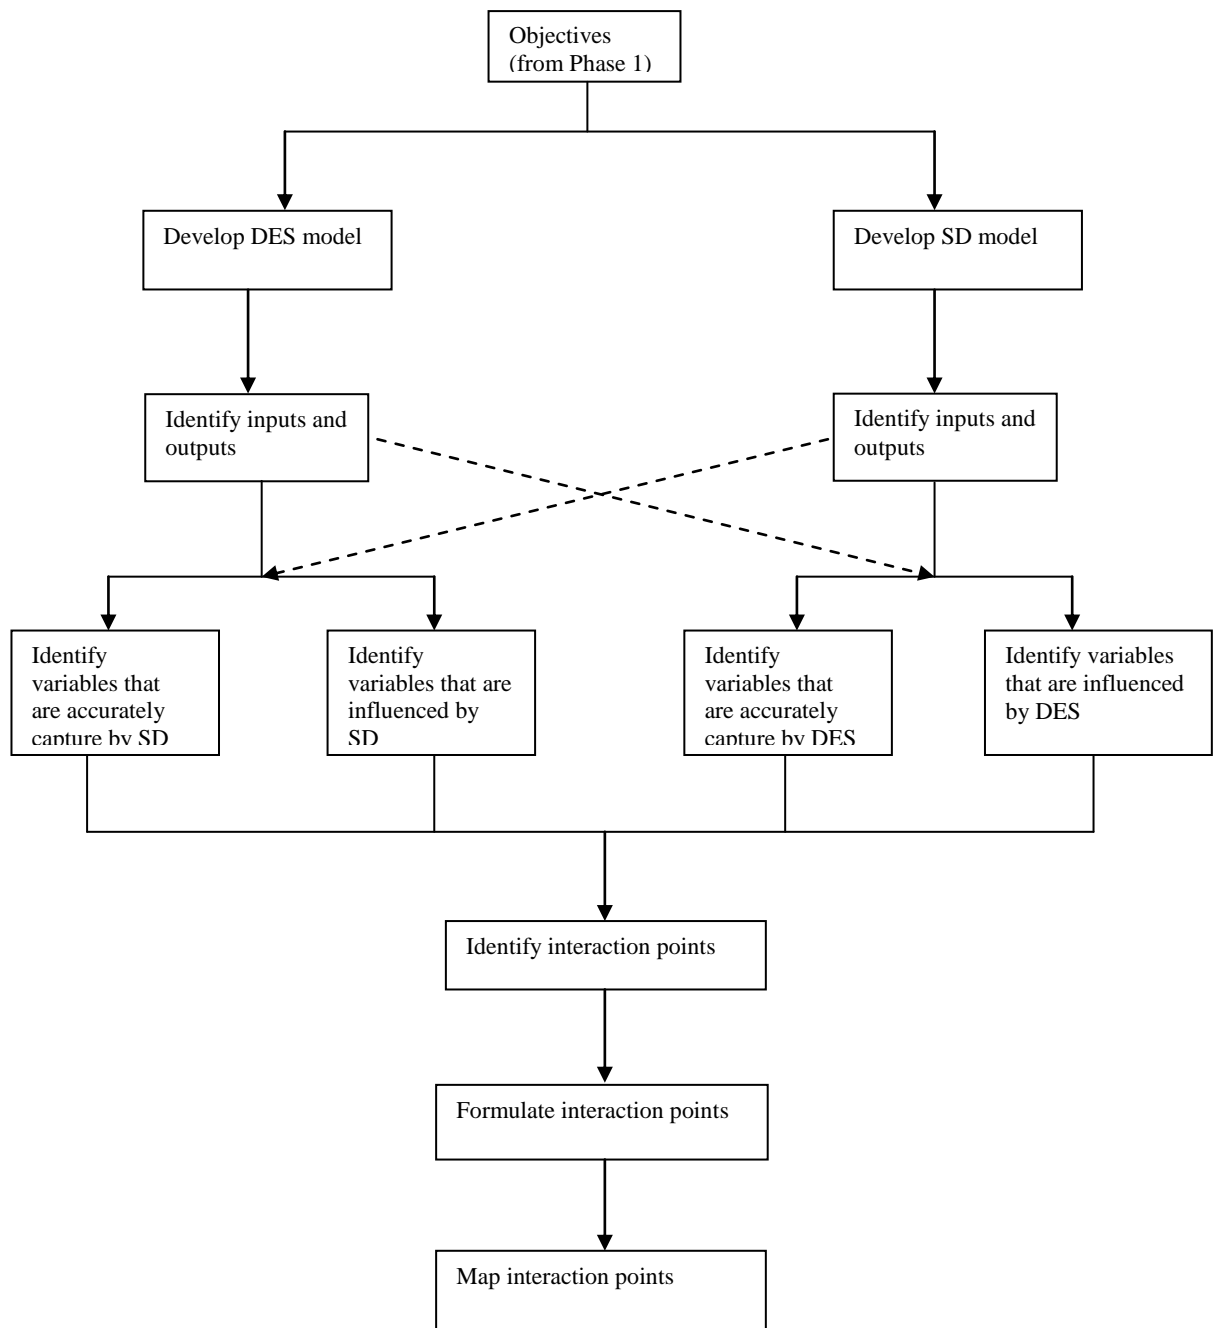 Objectives
(from Phase 1)
Develop DES model
Develop SD model
Identify inputs and
outputs
Identify inputs and
outputs
Identify
variables that
are accurately
capture by SD
Identify
variables that are
influenced by
SD
Identify
variables that
are accurately
capture by DES
Identify variables
that are influenced
by DES
Identify interaction points
Formulate interaction points
Map interaction points